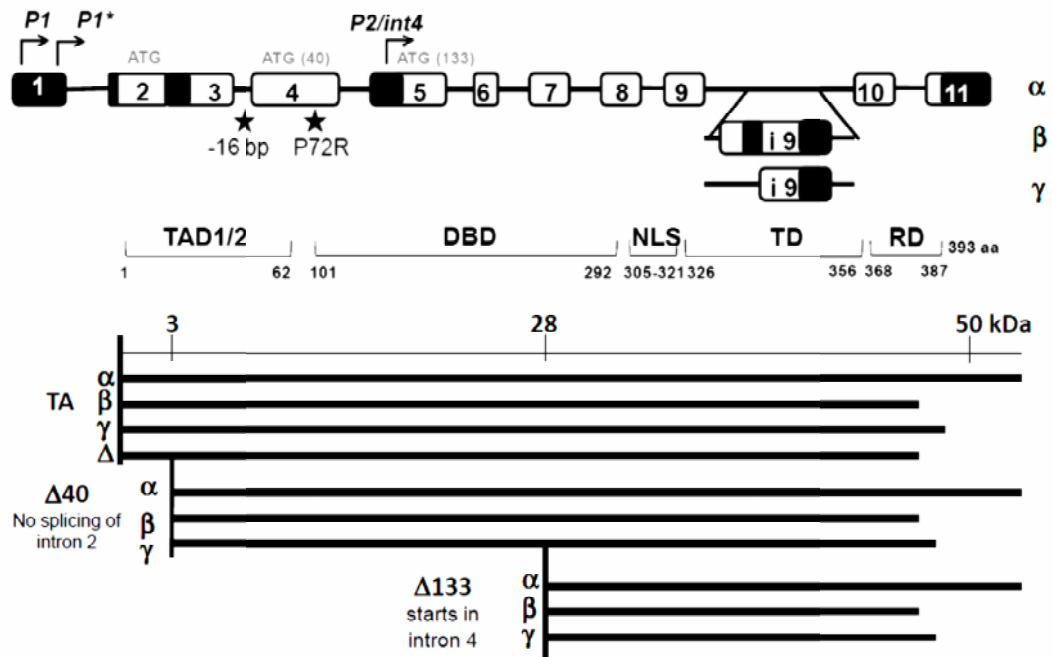 P1 P1* P2/int4
ATG ATG (40) ATG (133)
1 2 3 4 5 6 7 8 9 10 11 α
-16 bp P72R
i 9 β
i 9 γ
TAD1/2 DBD NLS TD RD 393 aa
1 62 101 292 305-321 326 356 368 387
3 28 50 kDa
TA α
β
γ
Δ
Δ40 α
No splicing of
intron 2
β
γ
Δ133 α
starts in
intron 4
β
γ